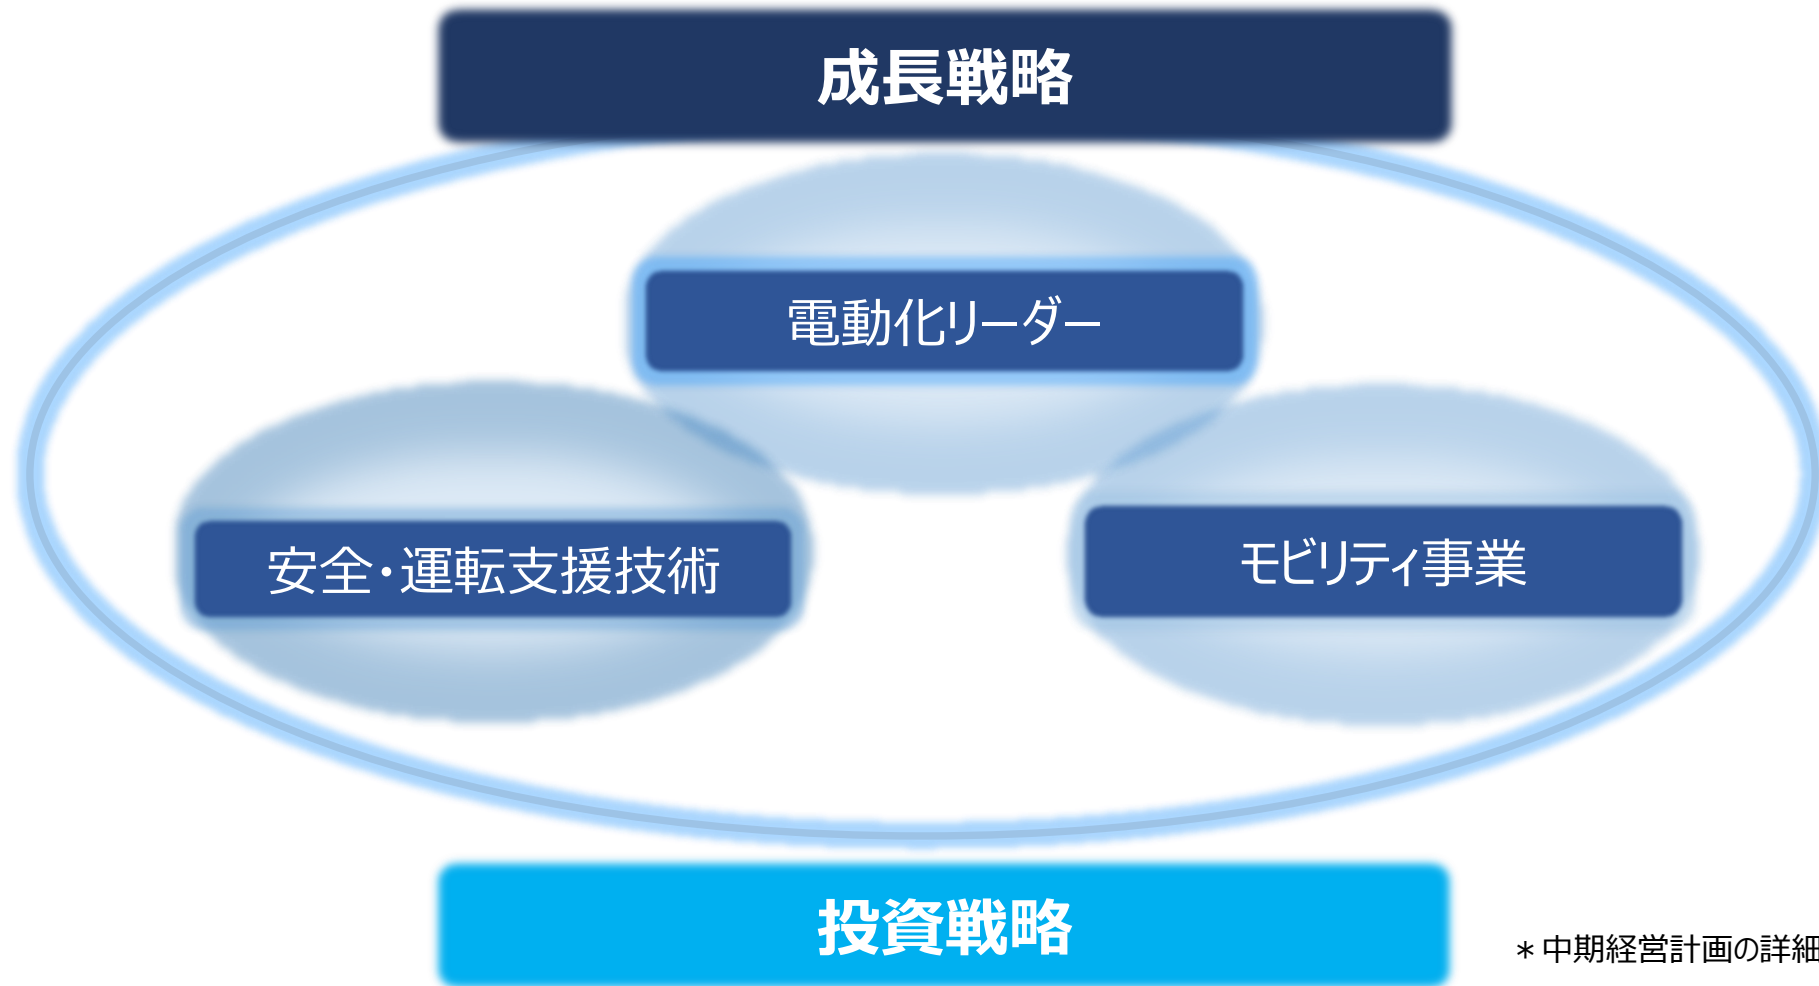 成長戦略
電動化リーダー
安全・運転支援技術
モビリティ事業
投資戦略
＊中期経営計画の詳細